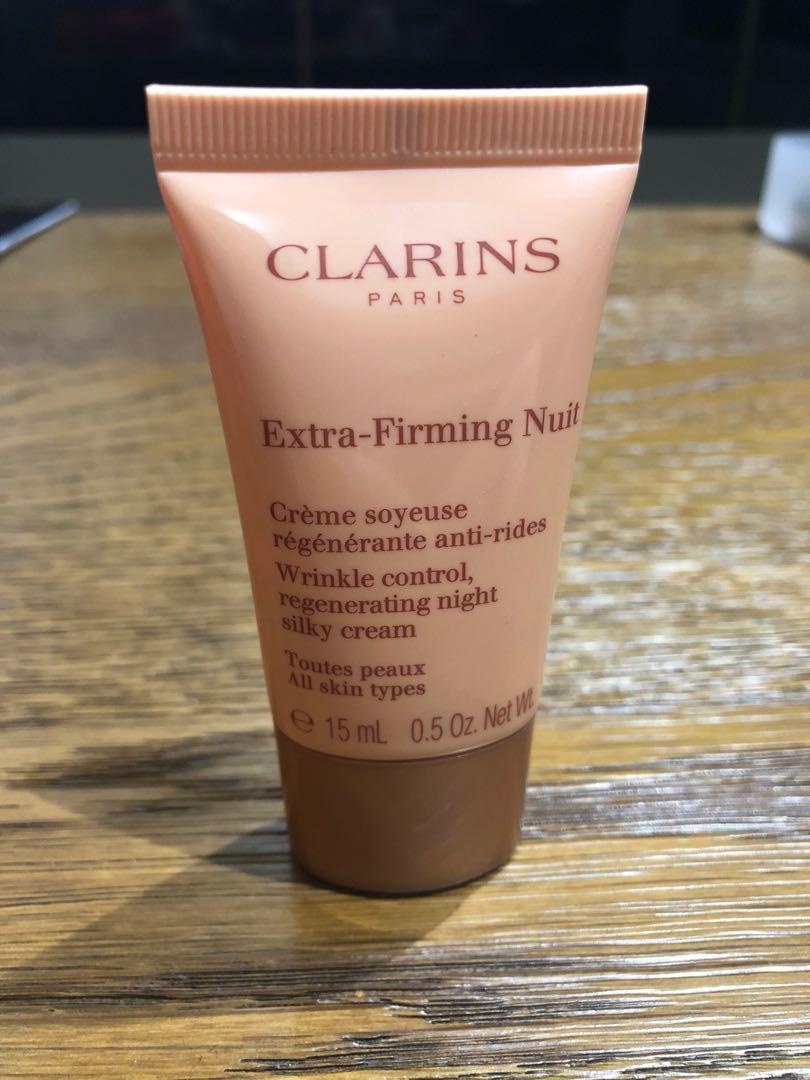 CLARINS
PARIS
Extra-Firming Nuit
Crème soyeuse
régénérante anti-rides
Wrinkle control,
regenerating night
silky cream
Toutes peaux
All skin types
℮ 15 mL 0.5 Oz. Net Wt.